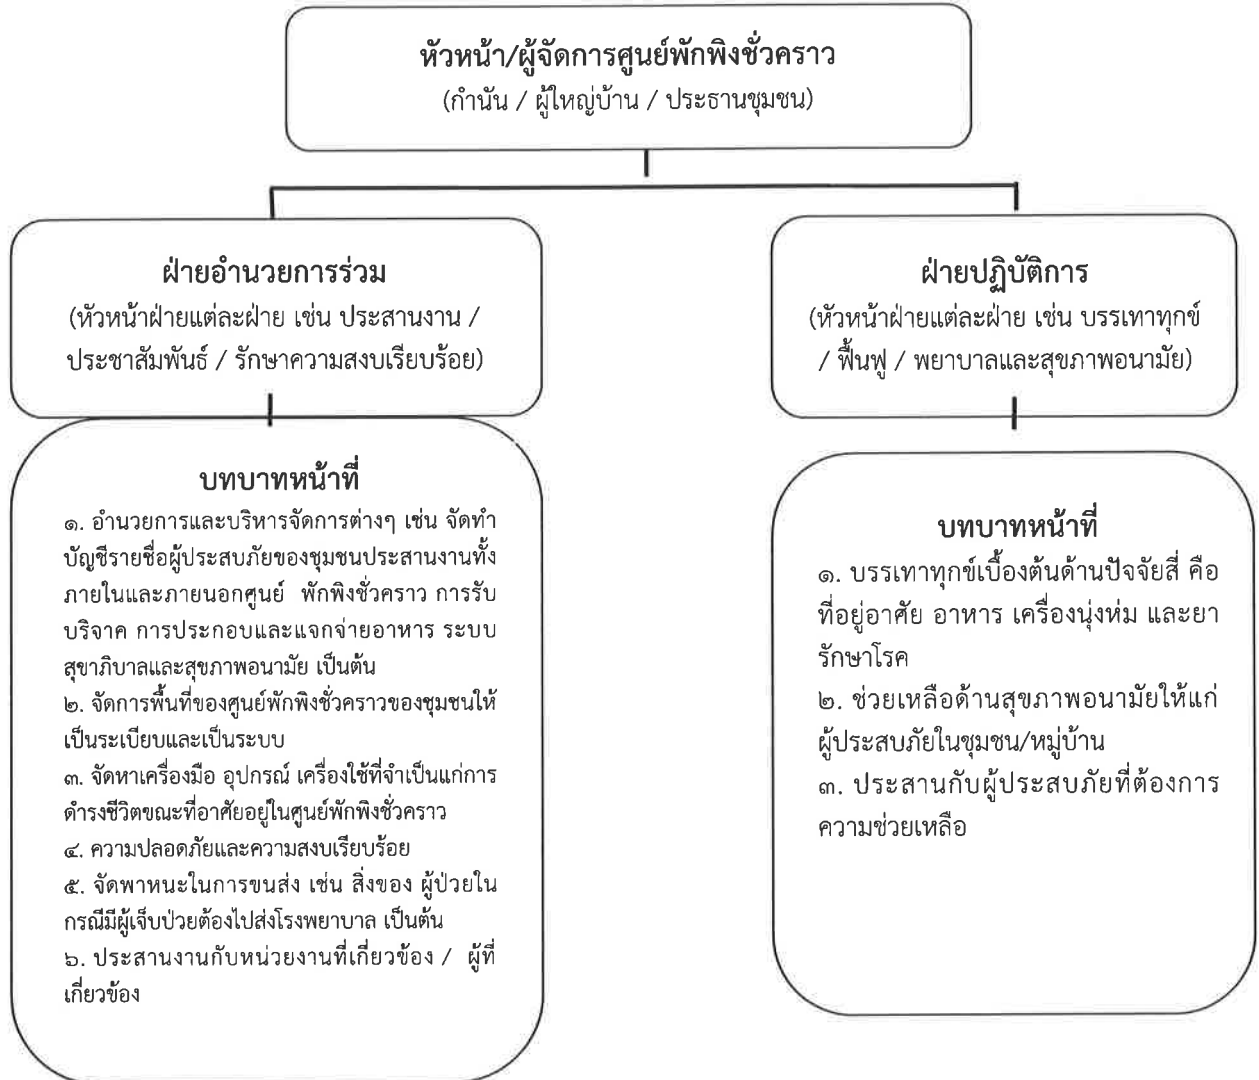 หัวหน้า/ผู้จัดการศูนย์พักพิงชั่วคราว
(กำนัน / ผู้ใหญ่บ้าน / ประธานชุมชน)
ฝ่ายอำนวยการร่วม
(หัวหน้าฝ่ายแต่ละฝ่าย เช่น ประสานงาน /
ประชาสัมพันธ์ / รักษาความสงบเรียบร้อย)
บทบาทหน้าที่
๑. อำนวยการและบริหารจัดการต่างๆ เช่น จัดทำ
บัญชีรายชื่อผู้ประสบภัยของชุมชนประสานงานทั้ง
ภายในและภายนอกศูนย์ พักพิงชั่วคราว การรับ
บริจาค การประกอบและแจกจ่ายอาหาร ระบบ
สุขาภิบาลและสุขภาพอนามัย เป็นต้น
๒. จัดการพื้นที่ของศูนย์พักพิงชั่วคราวของชุมชนให้
เป็นระเบียบและเป็นระบบ
๓. จัดหาเครื่องมือ อุปกรณ์ เครื่องใช้ที่จำเป็นแก่การ
ดำรงชีวิตขณะที่อาศัยอยู่ในศูนย์พักพิงชั่วคราว
๔. ความปลอดภัยและความสงบเรียบร้อย
๕. จัดพาหนะในการขนส่ง เช่น สิ่งของ ผู้ป่วยใน
กรณีมีผู้เจ็บป่วยต้องไปส่งโรงพยาบาล เป็นต้น
๖. ประสานงานกับหน่วยงานที่เกี่ยวข้อง / ผู้ที่
เกี่ยวข้อง
ฝ่ายปฏิบัติการ
(หัวหน้าฝ่ายแต่ละฝ่าย เช่น บรรเทาทุกข์
/ ฟื้นฟู / พยาบาลและสุขภาพอนามัย)
บทบาทหน้าที่
๑. บรรเทาทุกข์เบื้องต้นด้านปัจจัยสี่ คือ
ที่อยู่อาศัย อาหาร เครื่องนุ่งห่ม และยา
รักษาโรค
๒. ช่วยเหลือด้านสุขภาพอนามัยให้แก่
ผู้ประสบภัยในชุมชน/หมู่บ้าน
๓. ประสานกับผู้ประสบภัยที่ต้องการ
ความช่วยเหลือ